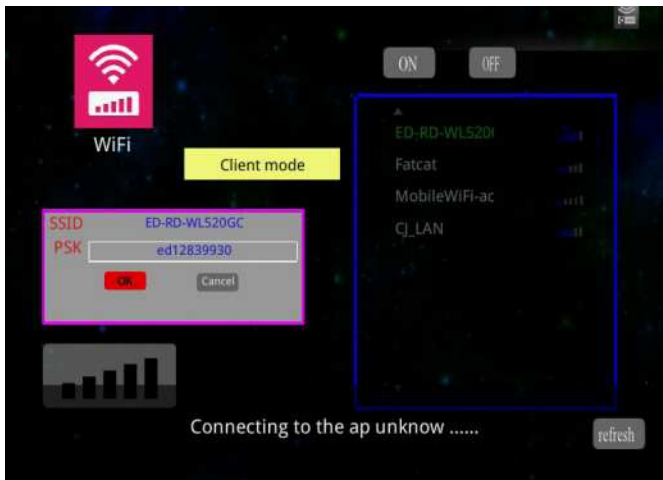 ON OFF
WiFi
Client mode
ED-RD-WL520
Fatcat
MobileWiFi-ac
CJ_LAN
SSID ED-RD-WL520GC
PSK ed12839930
OK Cancel
Connecting to the ap unknow ......
refresh